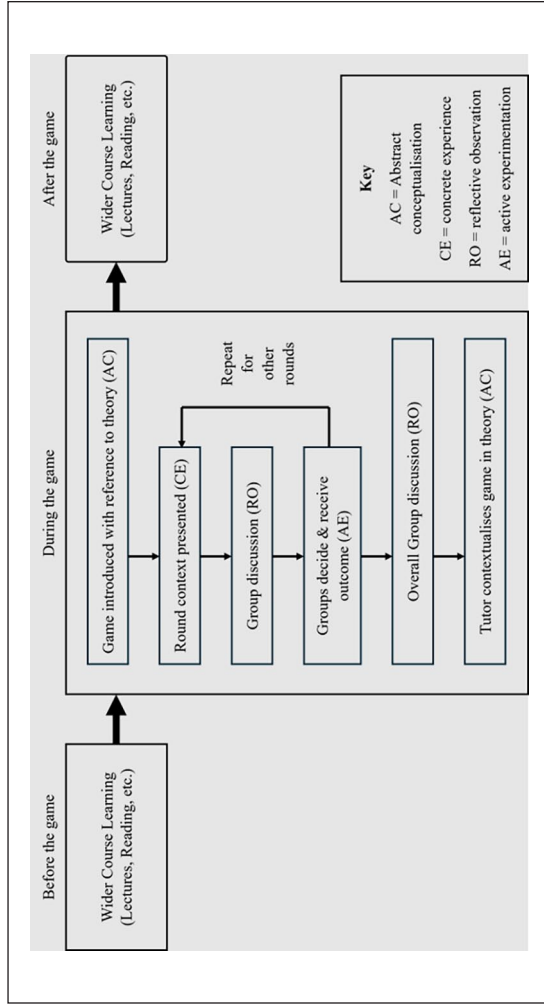 Before the game
Wider Course Learning
(Lectures, Reading, etc.)
During the game
Game introduced with reference to theory (AC)
Round context presented (CE)
Group discussion (RO)
Groups decide & receive
outcome (AE)
Repeat
for
other
rounds
Overall Group discussion (RO)
Tutor contextualises game in theory (AC)
After the game
Wider Course Learning
(Lectures, Reading, etc.)
Key
AC = Abstract
conceptualisation
CE = concrete experience
RO = reflective observation
AE = active experimentation